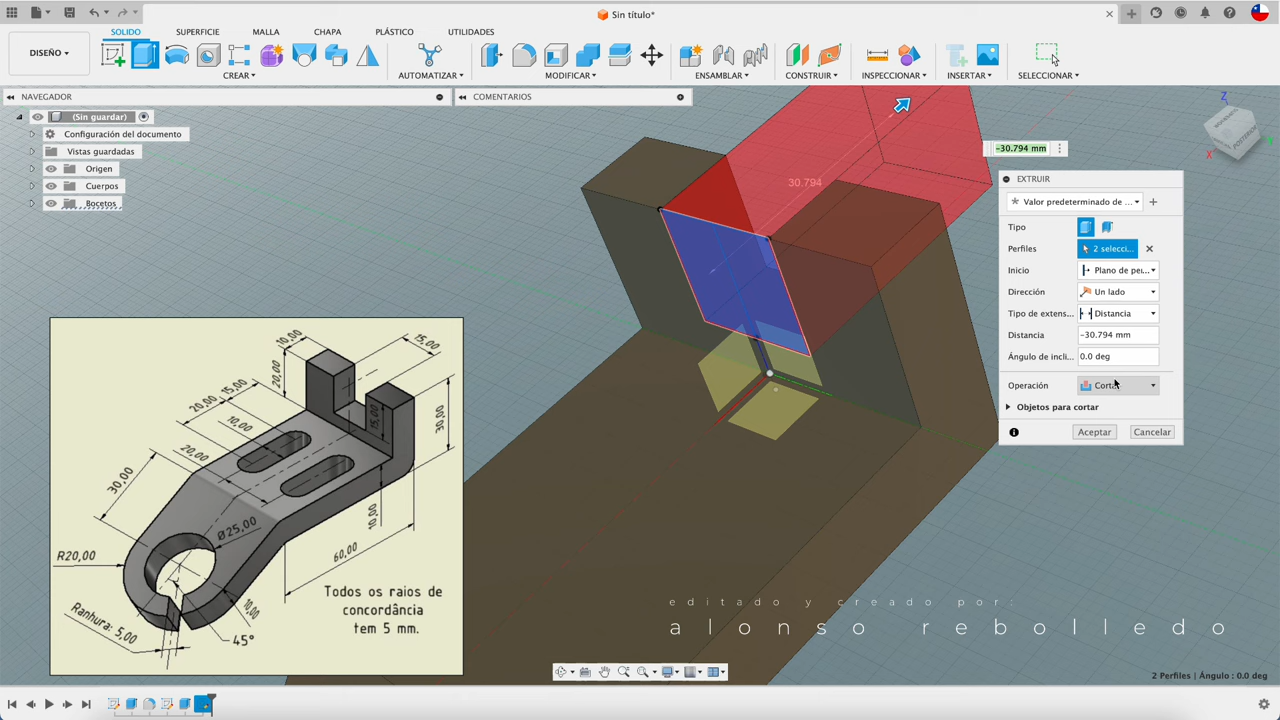 Sin título*
SOLIDO
SUPERFICIE
MALLA
CHAPA
PLÁSTICO
UTILIDADES
DISEÑO
CREAR
AUTOMATIZAR
MODIFICAR
ENSAMBLAR
CONSTRUIR
INSPECCIONAR
INSERTAR
SELECCIONAR
NAVEGADOR
COMENTARIOS
(Sin guardar)
Configuración del documento
Vistas guardadas
Origen
Cuerpos
Bocetos
Z
X
30.794
-30.794 mm
EXTRUIR
Valor predeterminado de ...
Tipo
Perfiles
2 selecci...
Inicio
Plano de per...
Dirección
Un lado
Tipo de extens...
Distancia
Distancia
-30.794 mm
Ángulo de incli...
0.0 deg
Operación
Cortar
Objetos para cortar
Aceptar
Cancelar
10,00
15,00
20,00
20,00
15,00
10,00
15,00
30,00
20,00
30,00
Ø25,00
10,00
60,00
R20,00
10,00
45°
Ranhura: 5,00
Todos os raios de
concordância
tem 5 mm.
editado y creado por:
alonso rebolledo
2 Perfiles | Ángulo : 0.0 deg